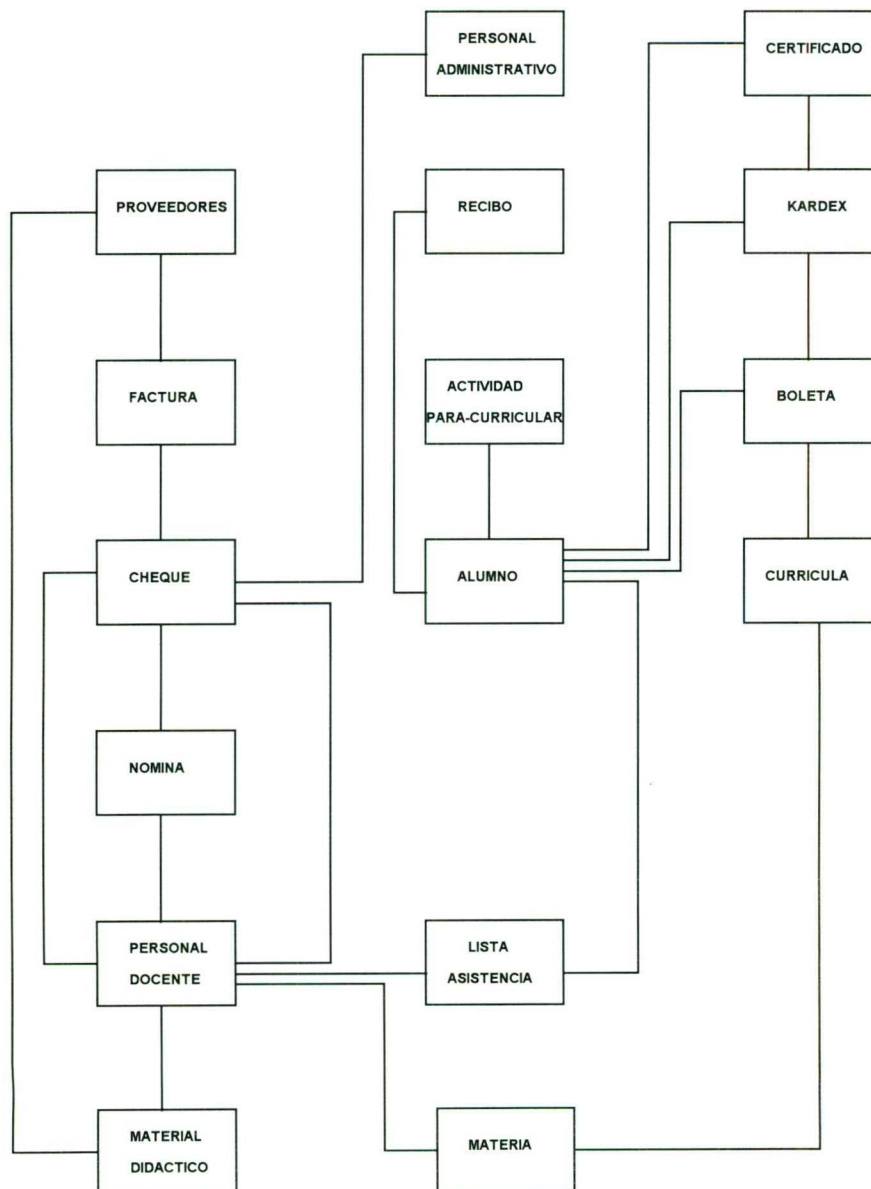 PERSONAL
ADMINISTRATIVO
CERTIFICADO
PROVEEDORES
RECIBO
KARDEX
FACTURA
ACTIVIDAD
PARA-CURRICULAR
BOLETA
CHEQUE
ALUMNO
CURRICULA
NOMINA
PERSONAL
DOCENTE
LISTA
ASISTENCIA
MATERIAL
DIDACTICO
MATERIA